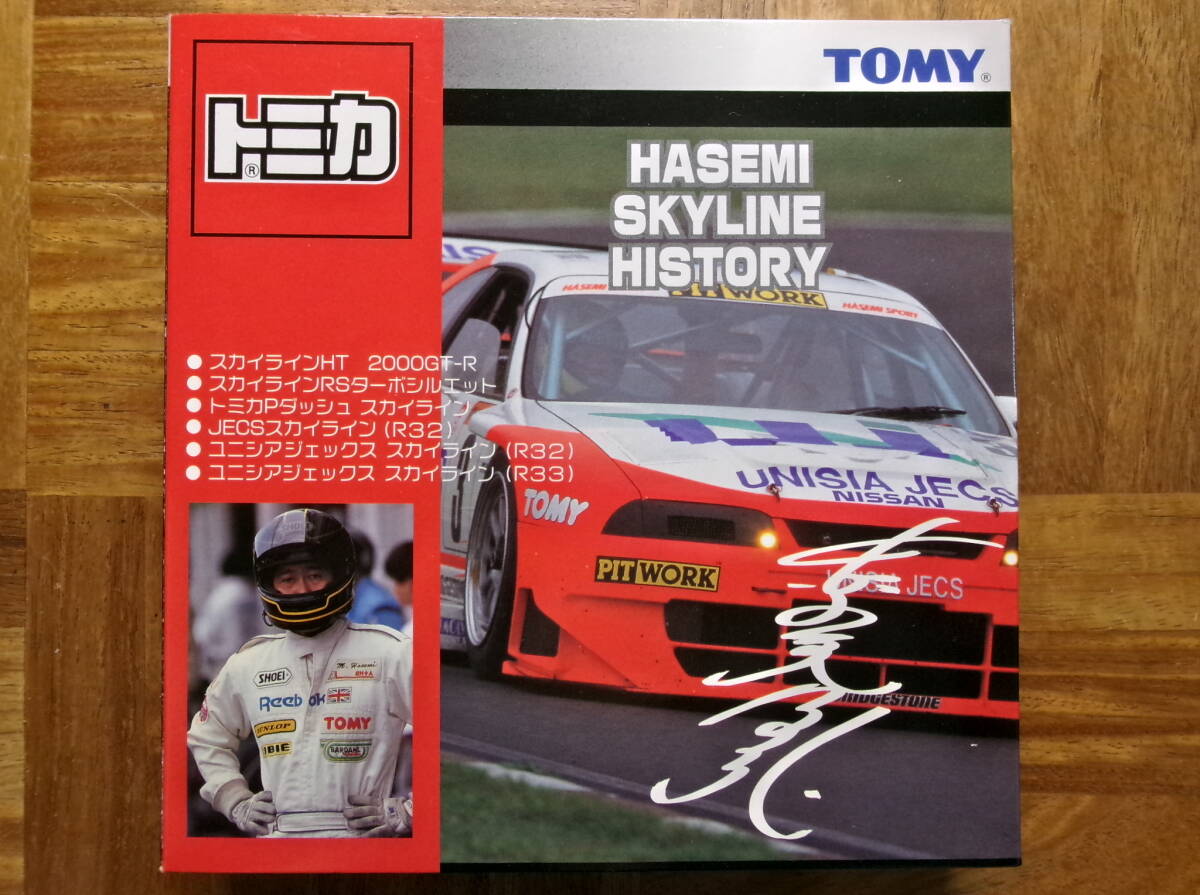 TOMY
トミカ
HASEMI
SKYLINE
HISTORY
HASEMI
PITWORK
HASEMI SPORT
● スカイラインHT 2000GT-R
● スカイラインRSターボシルエット
● トミカPダッシュ スカイライン
● JECSスカイライン(R32)
● ユニシアジェックス スカイライン(R32)
● ユニシアジェックス スカイライン(R33)
UNISIA JECS
NISSAN
TOMY
PITWORK
UNISIA JECS
BRIDGESTONE
SHOEI
M. Hasemi
SHOEI
Reebok
TOMY
DUNLOP
BARDAHL